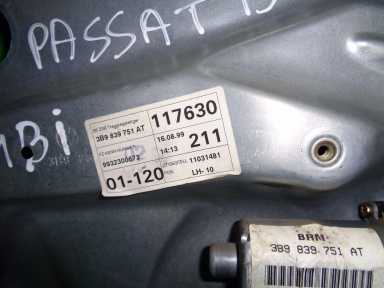 PASSAT
3B9 839 751 AT
117630
16.08.99
9932300673
14:13
211
11031481
01-120
LH- 10
BRM
3B9 839 751 AT